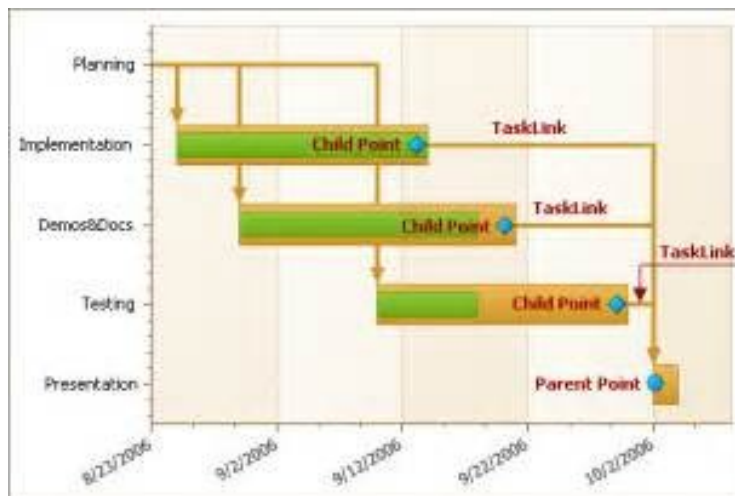 Planning
TaskLink
Implementation
Child Point
TaskLink
Demos&Docs
Child Point
TaskLink
Testing
Child Point
Presentation
Parent Point
8/23/2006
9/2/2006
9/12/2006
9/22/2006
10/2/2006